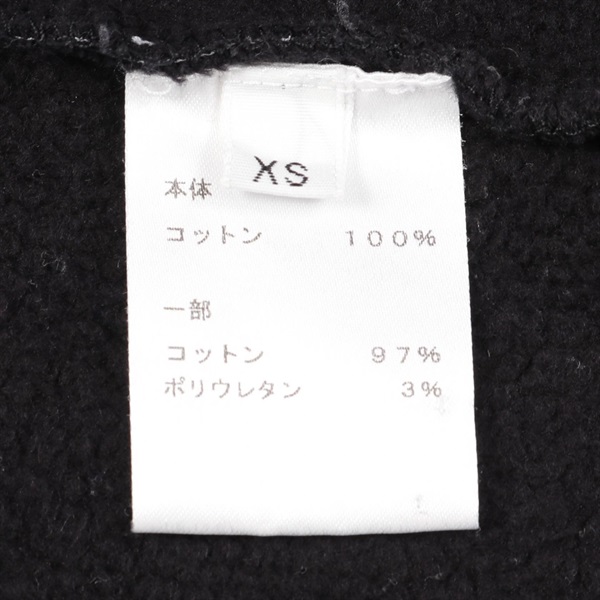 XS
本体
コットン 100%
一部
コットン 97%
ポリウレタン 3%